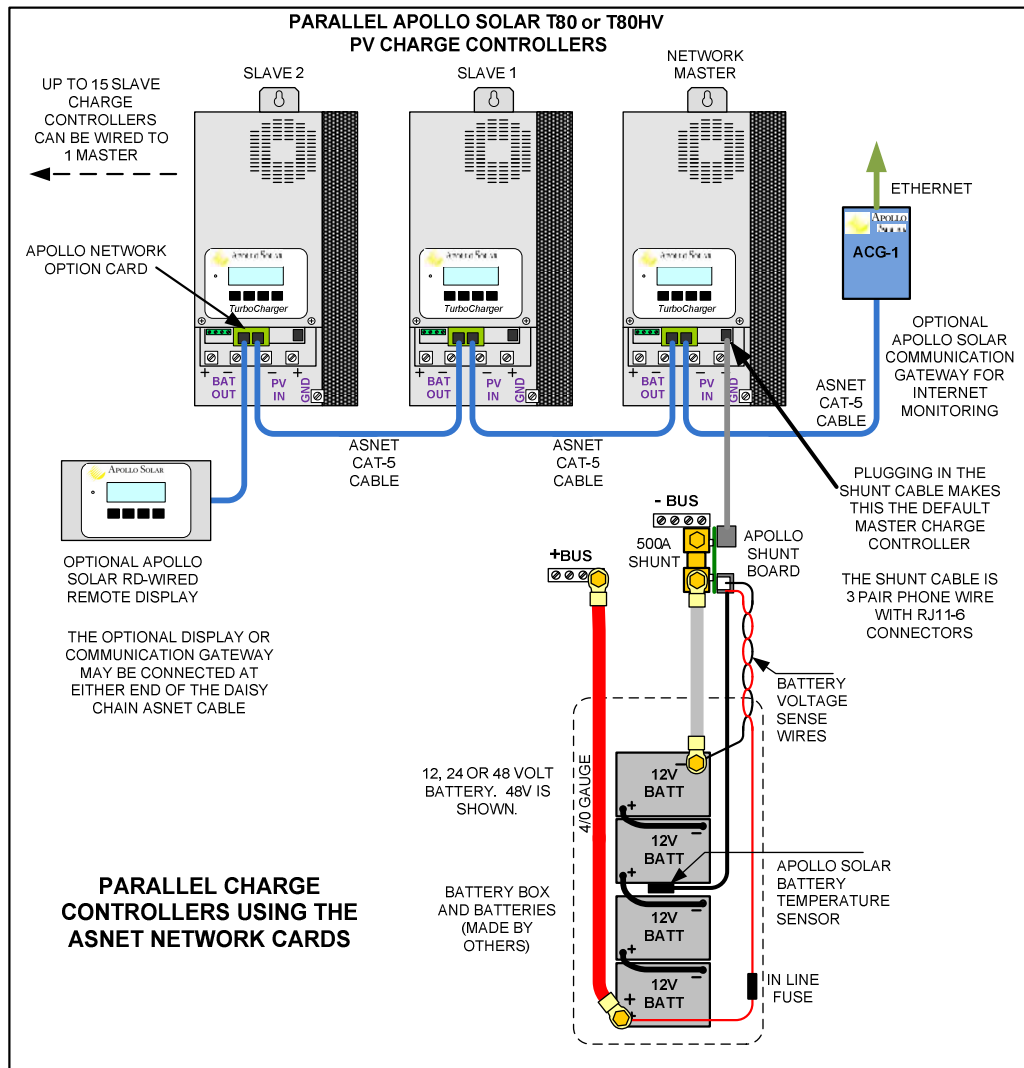 PARALLEL APOLLO SOLAR T80 or T80HV
PV CHARGE CONTROLLERS
UP TO 15 SLAVE
CHARGE
CONTROLLERS
CAN BE WIRED TO
1 MASTER
SLAVE 2
SLAVE 1
NETWORK
MASTER
ETHERNET
APOLLO
ACG-1
APOLLO NETWORK
OPTION CARD
APOLLO SOLAR
TurboCharger
+ − − +
BAT
OUT
PV
IN
GND
APOLLO SOLAR
TurboCharger
+ − − +
BAT
OUT
PV
IN
GND
APOLLO SOLAR
TurboCharger
+ − − +
BAT
OUT
PV
IN
GND
OPTIONAL
APOLLO SOLAR
COMMUNICATION
GATEWAY FOR
INTERNET
MONITORING
ASNET
CAT-5
CABLE
ASNET
CAT-5
CABLE
ASNET
CAT-5
CABLE
APOLLO SOLAR
OPTIONAL APOLLO
SOLAR RD-WIRED
REMOTE DISPLAY
THE OPTIONAL DISPLAY OR
COMMUNICATION GATEWAY
MAY BE CONNECTED AT
EITHER END OF THE DAISY
CHAIN ASNET CABLE
PLUGGING IN THE
SHUNT CABLE MAKES
THIS THE DEFAULT
MASTER CHARGE
CONTROLLER
THE SHUNT CABLE IS
3 PAIR PHONE WIRE
WITH RJ11-6
CONNECTORS
- BUS
500A
SHUNT
APOLLO
SHUNT
BOARD
+BUS
BATTERY
VOLTAGE
SENSE
WIRES
12, 24 OR 48 VOLT
BATTERY. 48V IS
SHOWN.
4/0 GAUGE
−
12V
BATT
+
−
12V
BATT
+
−
12V
BATT
+
−
12V
BATT
+
+
APOLLO SOLAR
BATTERY
TEMPERATURE
SENSOR
BATTERY BOX
AND BATTERIES
(MADE BY
OTHERS)
IN LINE
FUSE
PARALLEL CHARGE
CONTROLLERS USING THE
ASNET NETWORK CARDS